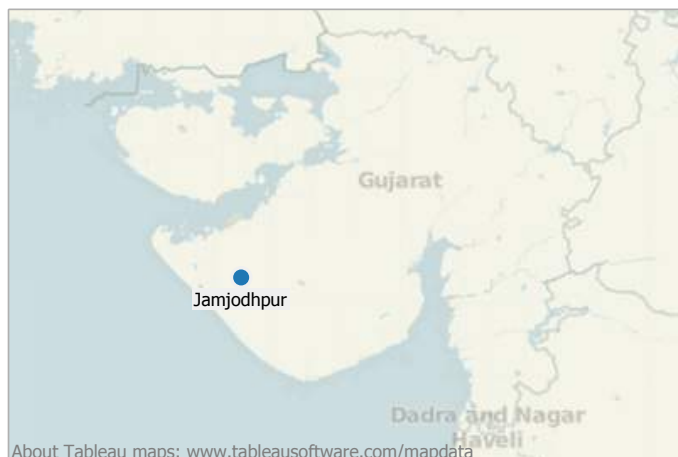 Gujarat
Jamjodhpur
Dadra and Nagar
Haveli
About Tableau maps: www.tableausoftware.com/mapdata